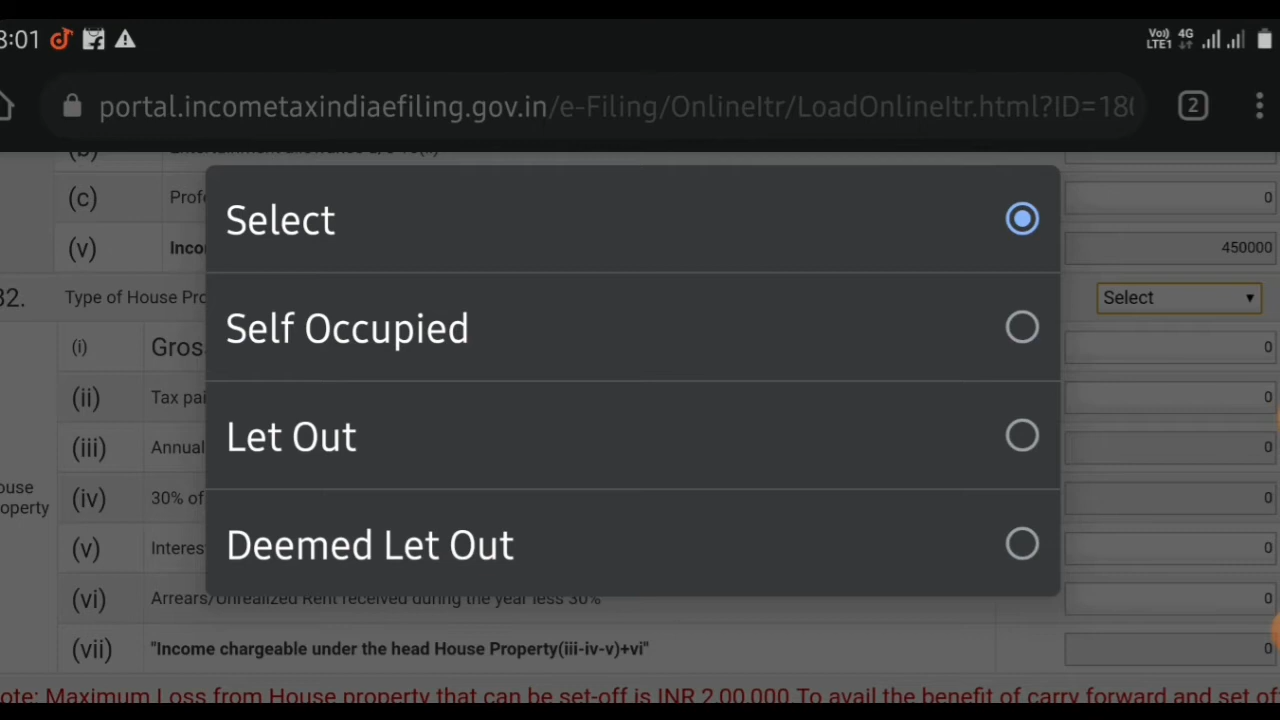 8:01 Vo)) LTE1 4G
portal.incometaxindiaefiling.gov.in/e-Filing/OnlineItr/LoadOnlineItr.html?ID=180 2
(b)
(c) Profe 0
(v) Inco 450000
B2. Type of House Pro Select
(i) Gros 0
(ii) Tax pai 0
(iii) Annual 0
ouse
operty
(iv) 30% of 0
(v) Interes 0
(vi) Arrears/Unrealized Rent received during the year less 30% 0
(vii) "Income chargeable under the head House Property(iii-iv-v)+vi" 0
ote: Maximum Loss from House property that can be set-off is INR 2,00,000. To avail the benefit of carry forward and set of
Select
Self Occupied
Let Out
Deemed Let Out